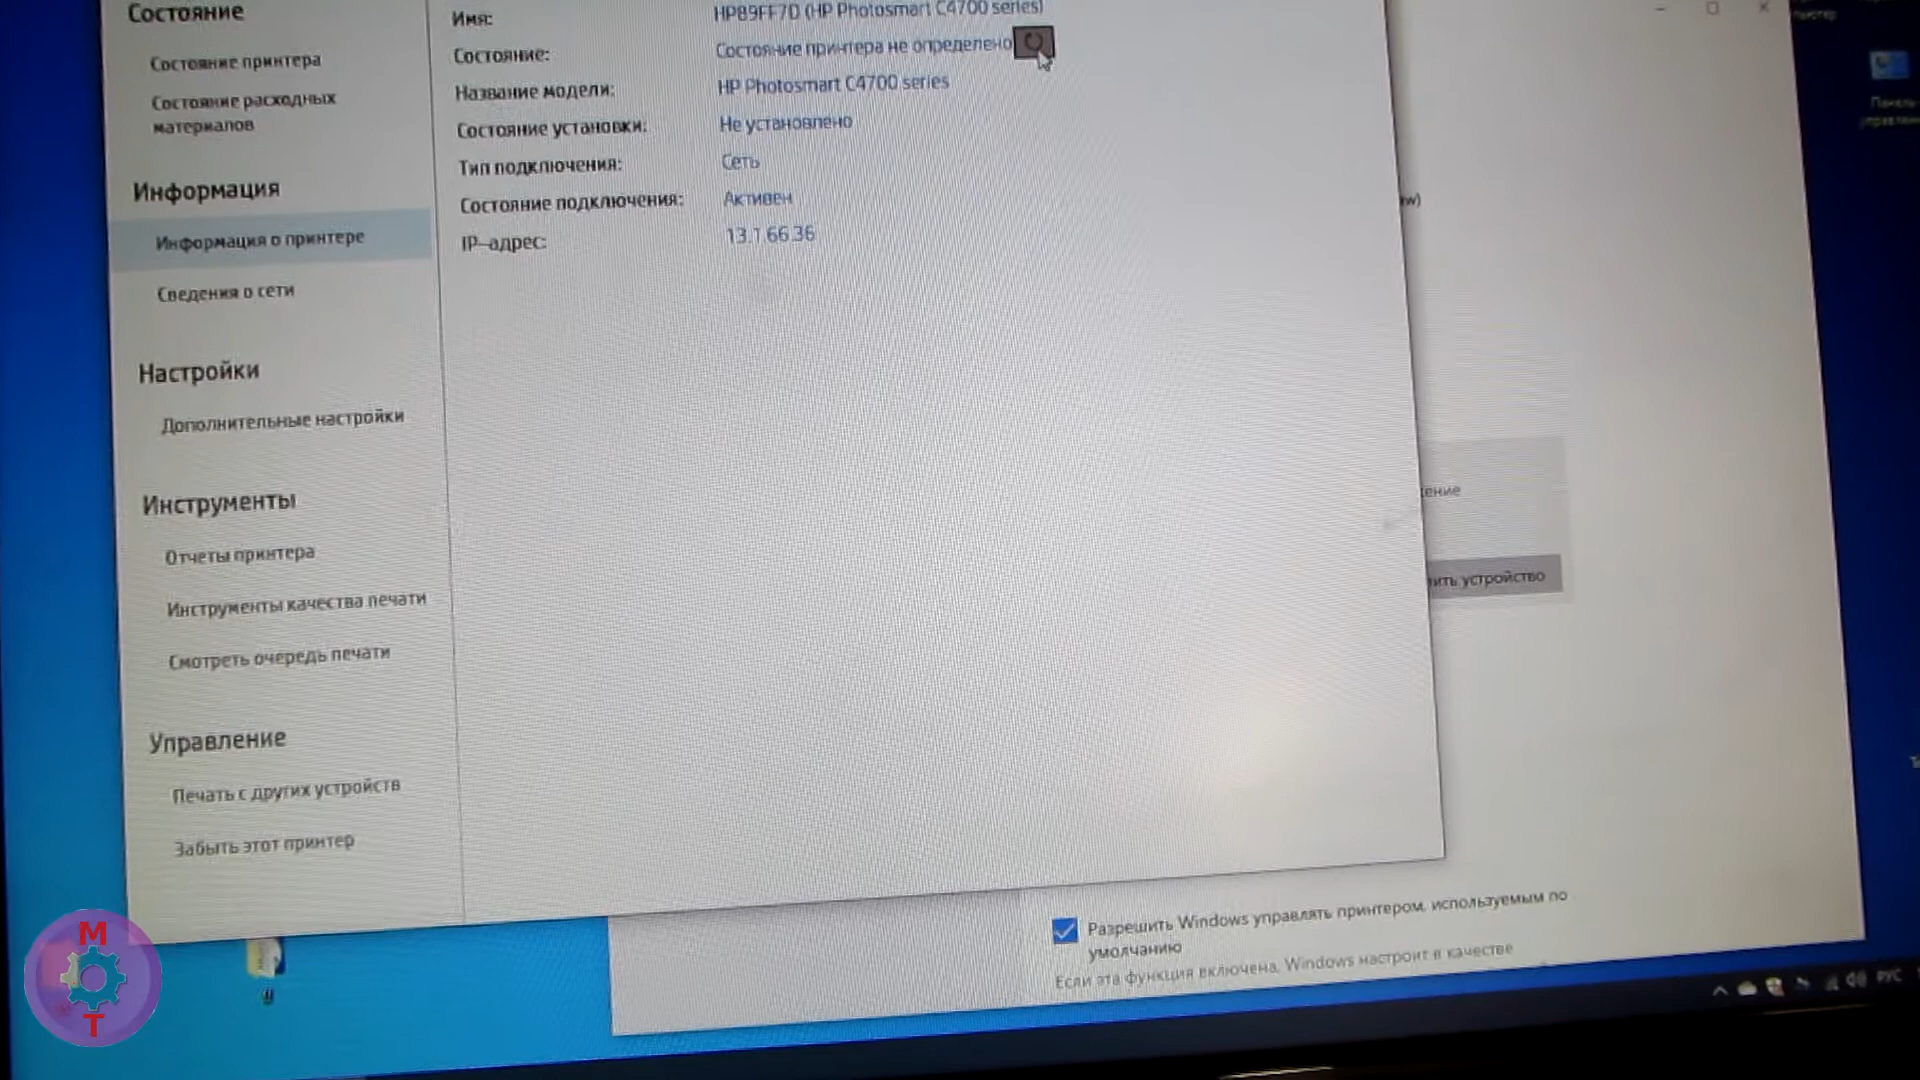 Состояние
Состояние принтера
Состояние расходных
материалов
Информация
Информация о принтере
Сведения о сети
Настройки
Дополнительные настройки
Инструменты
Отчеты принтера
Инструменты качества печати
Смотреть очередь печати
Управление
Печать с других устройств
Забыть этот принтер
Имя: HP89FF7D (HP Photosmart C4700 series)
Состояние: Состояние принтера не определено
Название модели: HP Photosmart C4700 series
Состояние установки: Не установлено
Тип подключения: Сеть
Состояние подключения: Активен
IP-адрес: 13.1.66.36
ение
ить устройство
Разрешить Windows управлять принтером, используемым по
умолчанию
Если эта функция включена, Windows настроит в качестве
РУС
M
T